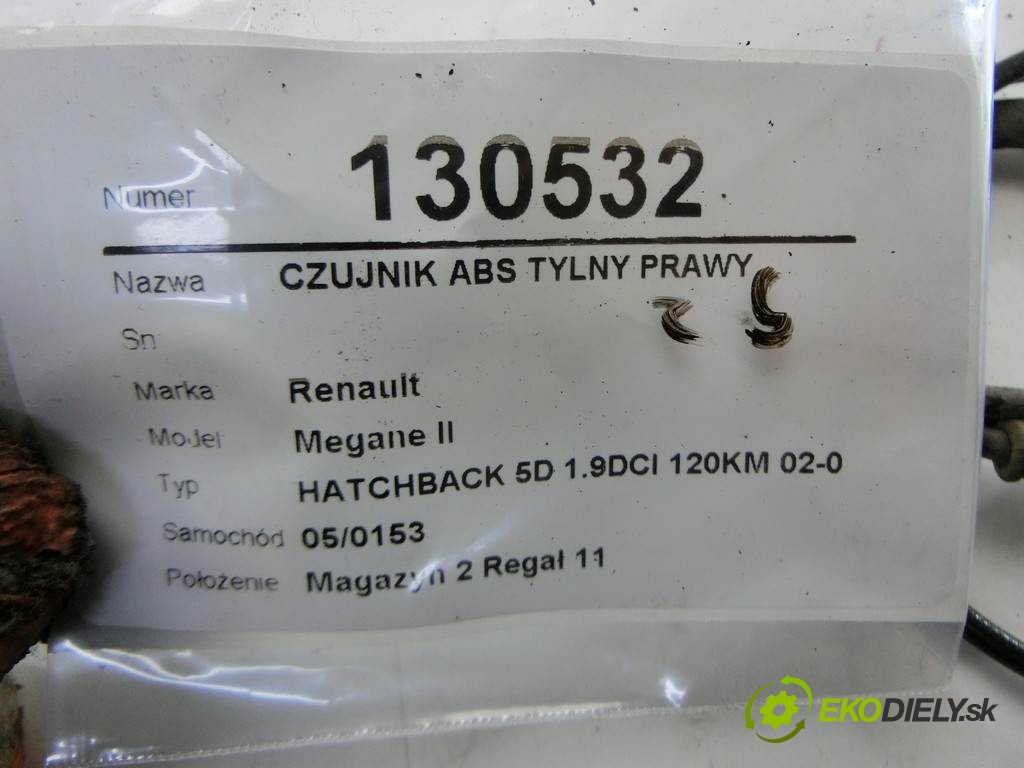 Numer 130532
Nazwa CZUJNIK ABS TYLNY PRAWY
Sn
Marka Renault
Model Megane II
Typ HATCHBACK 5D 1.9DCI 120KM 02-0
Samochód 05/0153
Położenie Magazyn 2 Regał 11
EKODIELY.sk